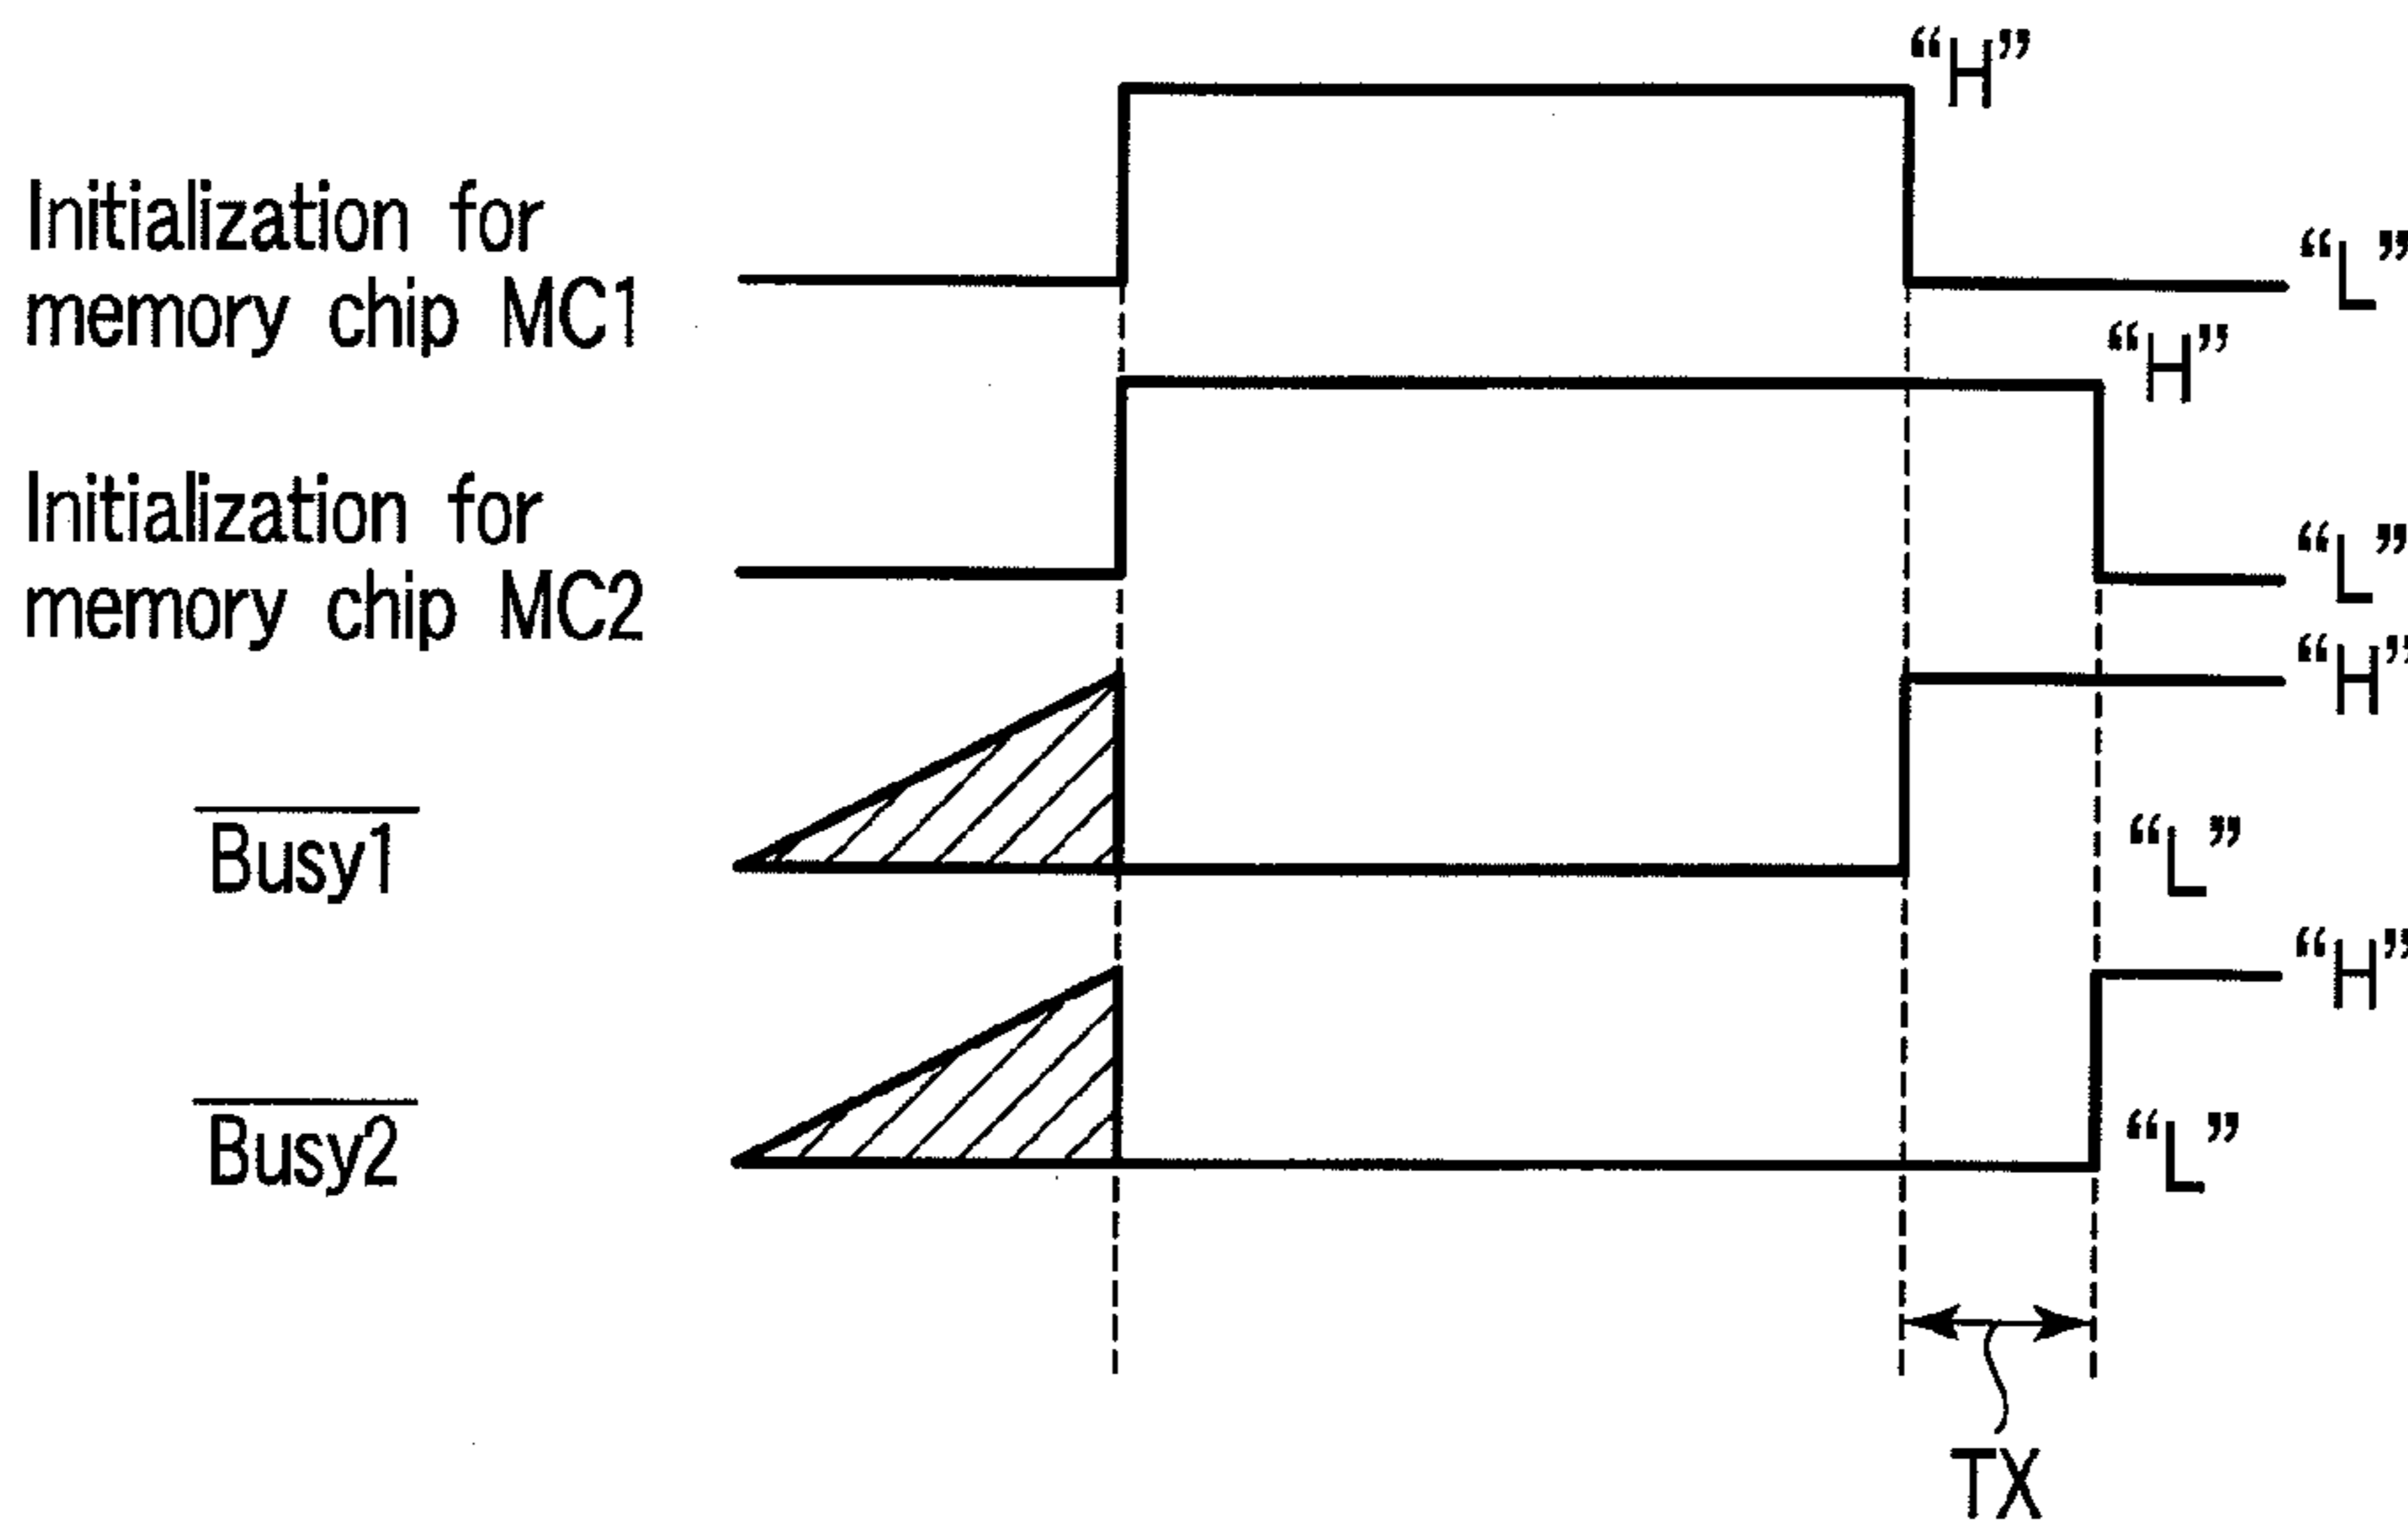 “H”
Initialization for
memory chip MC1
“L”
“H”
Initialization for
memory chip MC2
“L”
“H”
Busy1
“L”
“H”
Busy2
“L”
TX